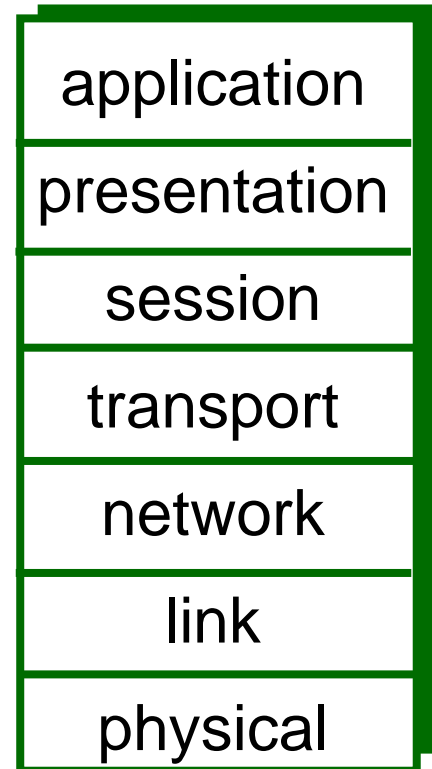 application
presentation
session
transport
network
link
physical